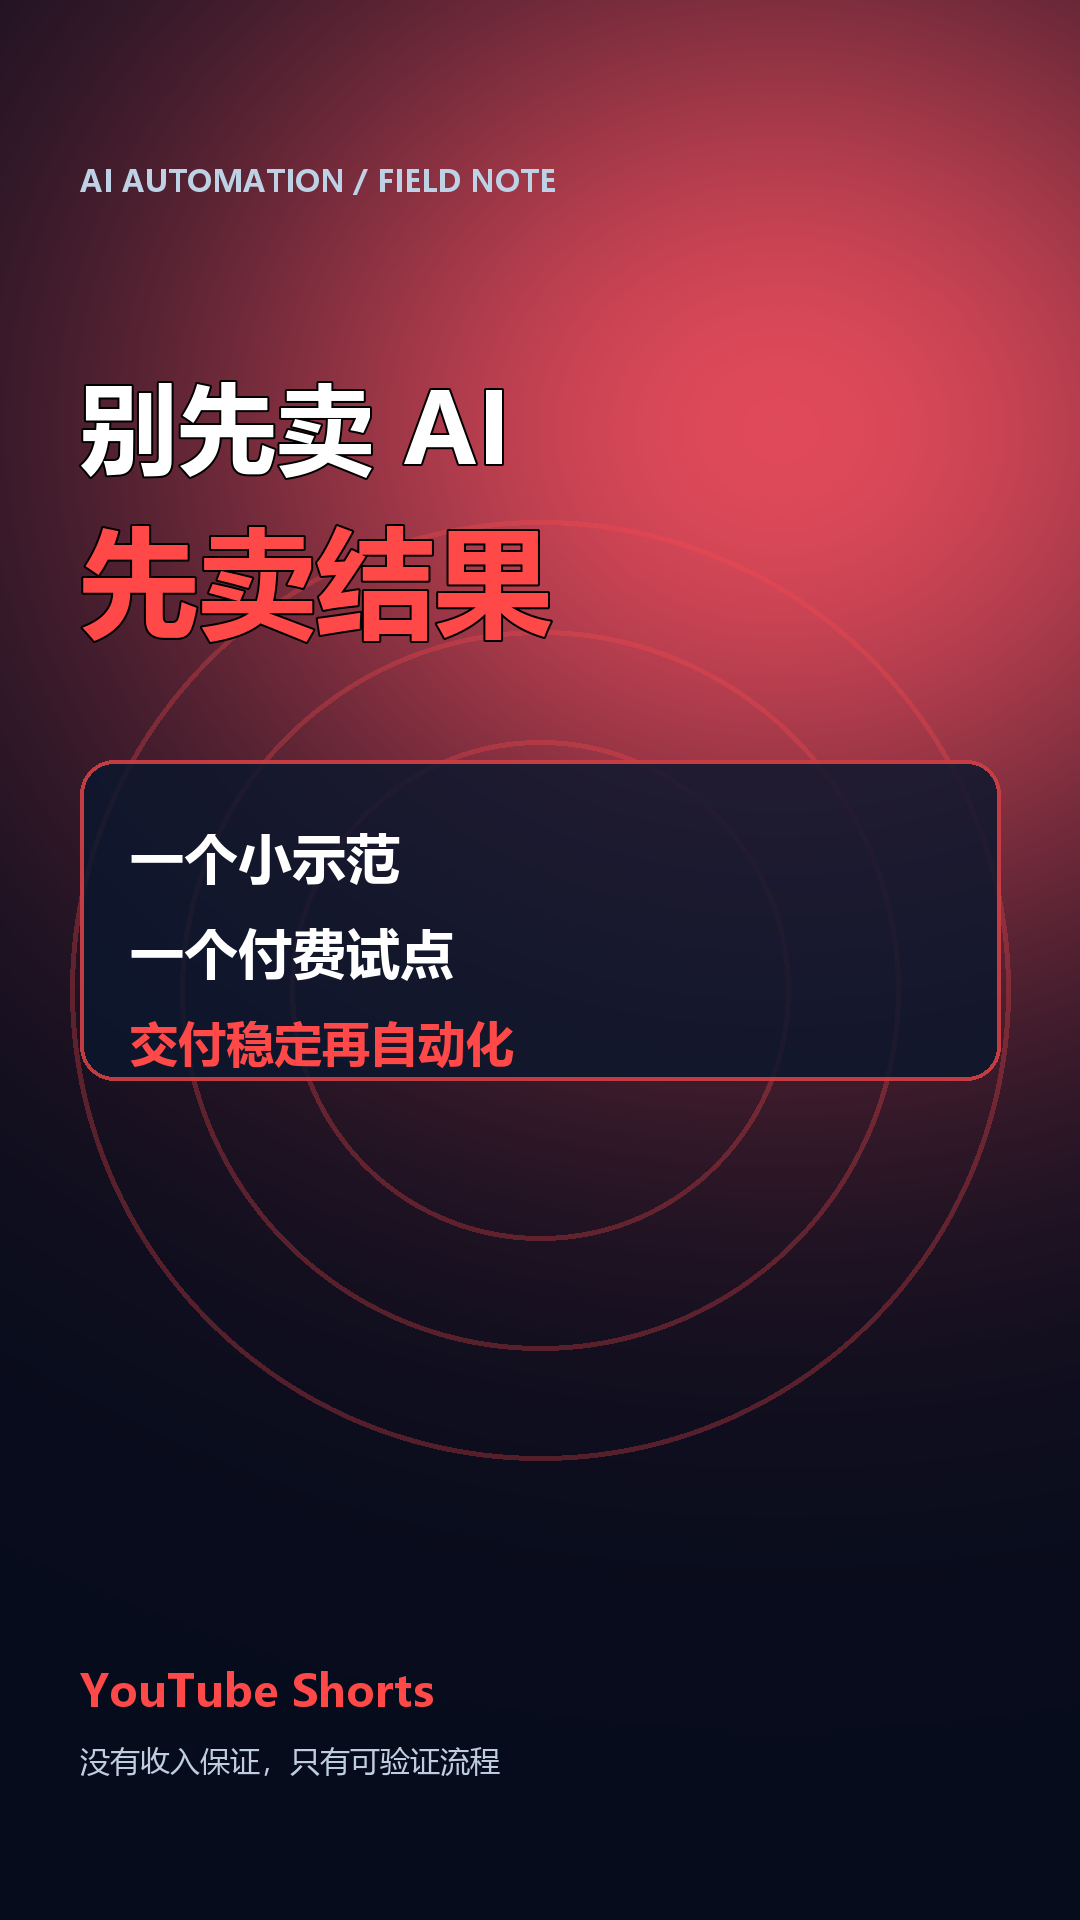 AI AUTOMATION / FIELD NOTE
别先卖 AI
先卖结果
一个小示范
一个付费试点
交付稳定再自动化
YouTube Shorts
没有收入保证，只有可验证流程